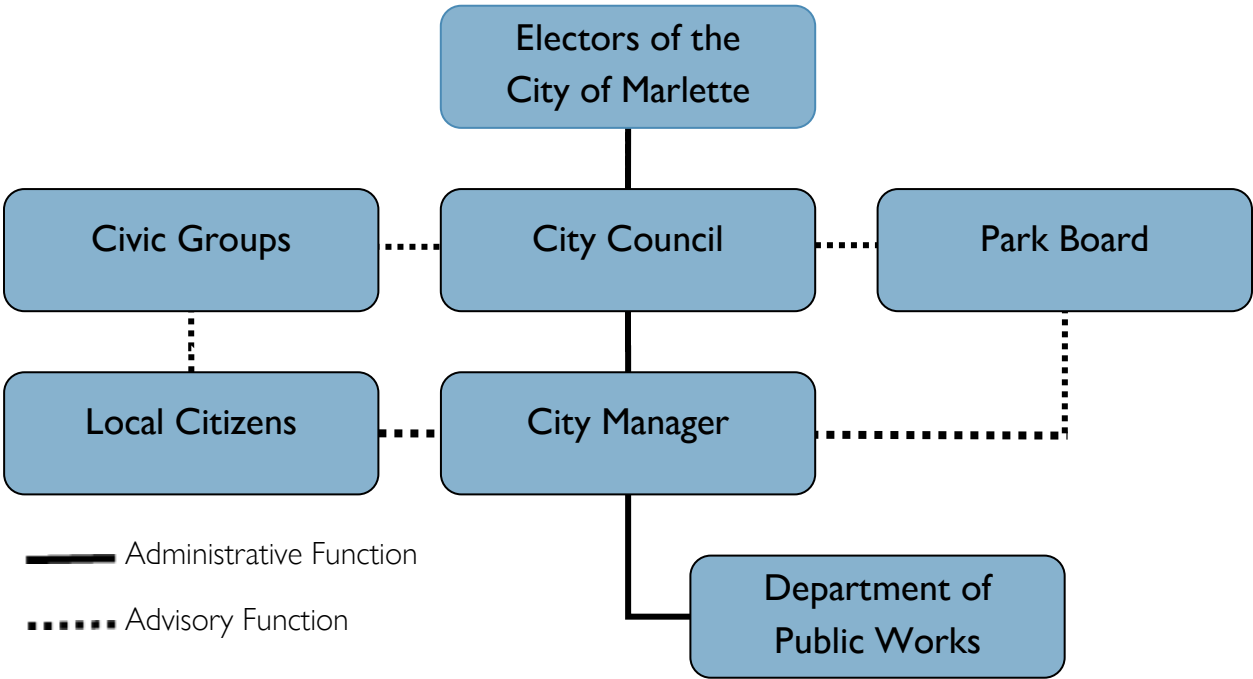 Electors of the
City of Marlette
Civic Groups
City Council
Park Board
Local Citizens
City Manager
Administrative Function
Advisory Function
Department of
Public Works